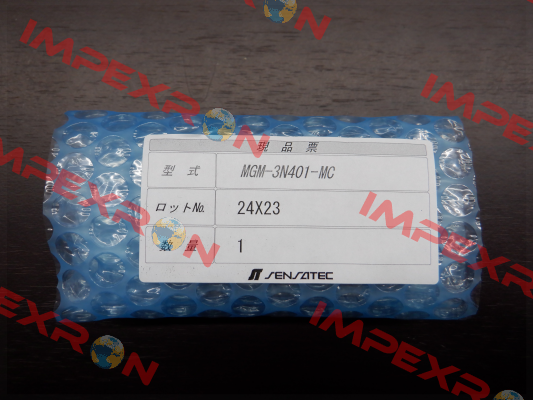 現品票
型式 MGM-3N401-MC
ロット№ 24X23
数量 1
SENSATEC
IMPEXRON
IMPEXRON
IMPEXRON
IMPEXRON